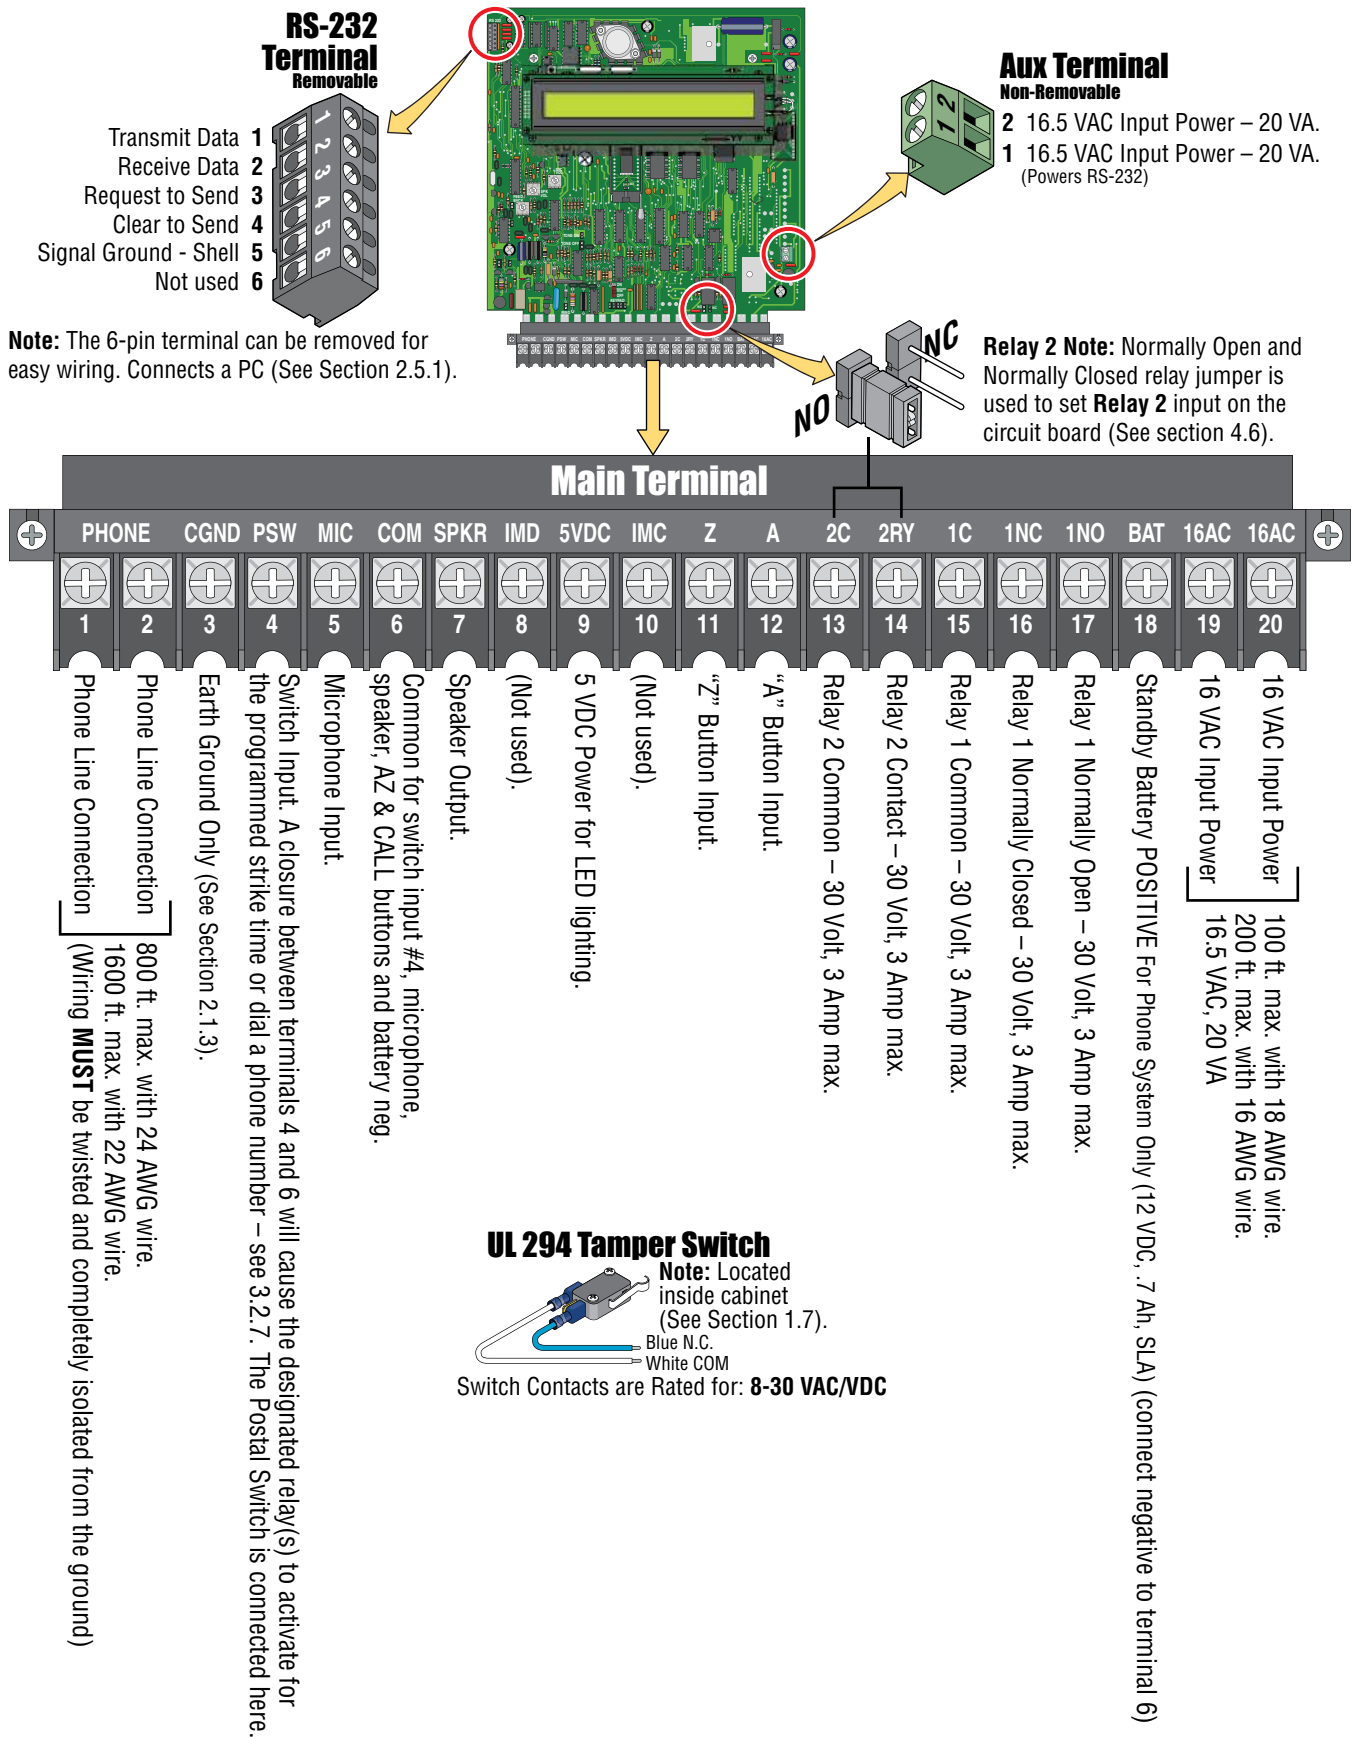 RS-232
Terminal
Removable
Transmit Data 1
Receive Data 2
Request to Send 3
Clear to Send 4
Signal Ground - Shell 5
Not used 6
1
2
3
4
5
6
Note: The 6-pin terminal can be removed for
easy wiring. Connects a PC (See Section 2.5.1).
Aux Terminal
Non-Removable
2 16.5 VAC Input Power – 20 VA.
1 16.5 VAC Input Power – 20 VA.
(Powers RS-232)
1 2
NC
NO
Relay 2 Note: Normally Open and
Normally Closed relay jumper is
used to set Relay 2 input on the
circuit board (See section 4.6).
Main Terminal
PHONE CGND PSW MIC COM SPKR IMD 5VDC IMC Z A 2C 2RY 1C 1NC 1NO BAT 16AC 16AC
1 2 3 4 5 6 7 8 9 10 11 12 13 14 15 16 17 18 19 20
Phone Line Connection
Phone Line Connection
800 ft. max. with 24 AWG wire.
1600 ft. max. with 22 AWG wire.
(Wiring MUST be twisted and completely isolated from the ground)
Earth Ground Only (See Section 2.1.3).
Switch Input. A closure between terminals 4 and 6 will cause the designated relay(s) to activate for
the programmed strike time or dial a phone number – see 3.2.7. The Postal Switch is connected here.
Microphone Input.
Common for switch input #4, microphone,
speaker, AZ & CALL buttons and battery neg.
Speaker Output.
(Not used).
5 VDC Power for LED lighting.
(Not used).
“Z” Button Input.
“A” Button Input.
Relay 2 Common – 30 Volt, 3 Amp max.
Relay 2 Contact – 30 Volt, 3 Amp max.
Relay 1 Common – 30 Volt, 3 Amp max.
Relay 1 Normally Closed – 30 Volt, 3 Amp max.
Relay 1 Normally Open – 30 Volt, 3 Amp max.
Standby Battery POSITIVE For Phone System Only (12 VDC, .7 Ah, SLA) (connect negative to terminal 6)
16 VAC Input Power
16 VAC Input Power
100 ft. max. with 18 AWG wire.
200 ft. max. with 16 AWG wire.
16.5 VAC, 20 VA
UL 294 Tamper Switch
Note: Located
inside cabinet
(See Section 1.7).
Blue N.C.
White COM
Switch Contacts are Rated for: 8-30 VAC/VDC